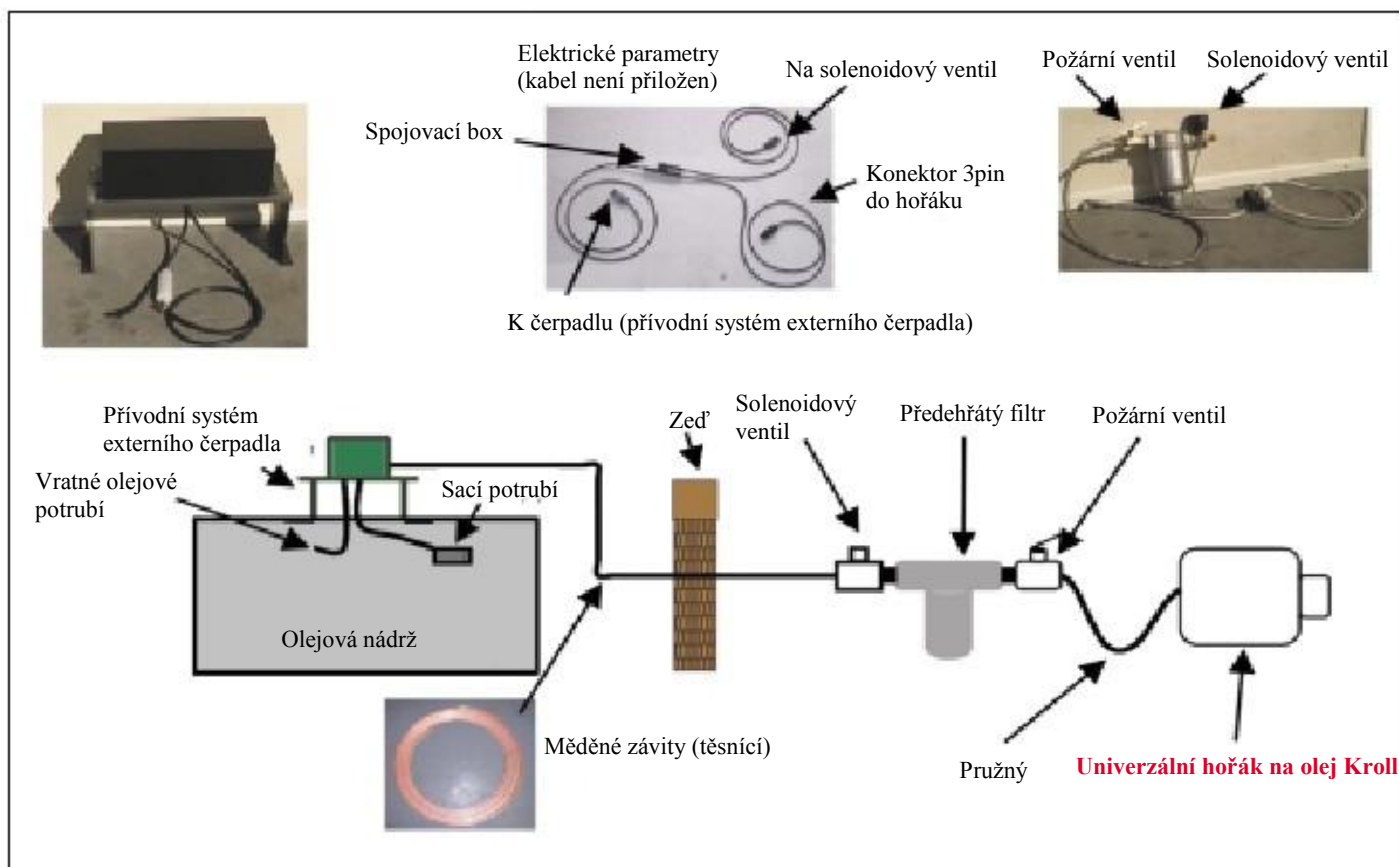 Elektrické parametry
(kabel není přiložen)
Na solenoidový ventil
Požární ventil
Solenoidový ventil
Spojovací box
Konektor 3pin
do hořáku
K čerpadlu (přívodní systém externího čerpadla)
Přívodní systém
externího čerpadla
Vratné olejové
potrubí
Sací potrubí
Zeď
Solenoidový
ventil
Předehřátý filtr
Požární ventil
Olejová nádrž
Měděné závity (těsnící)
Pružný
Univerzální hořák na olej Kroll